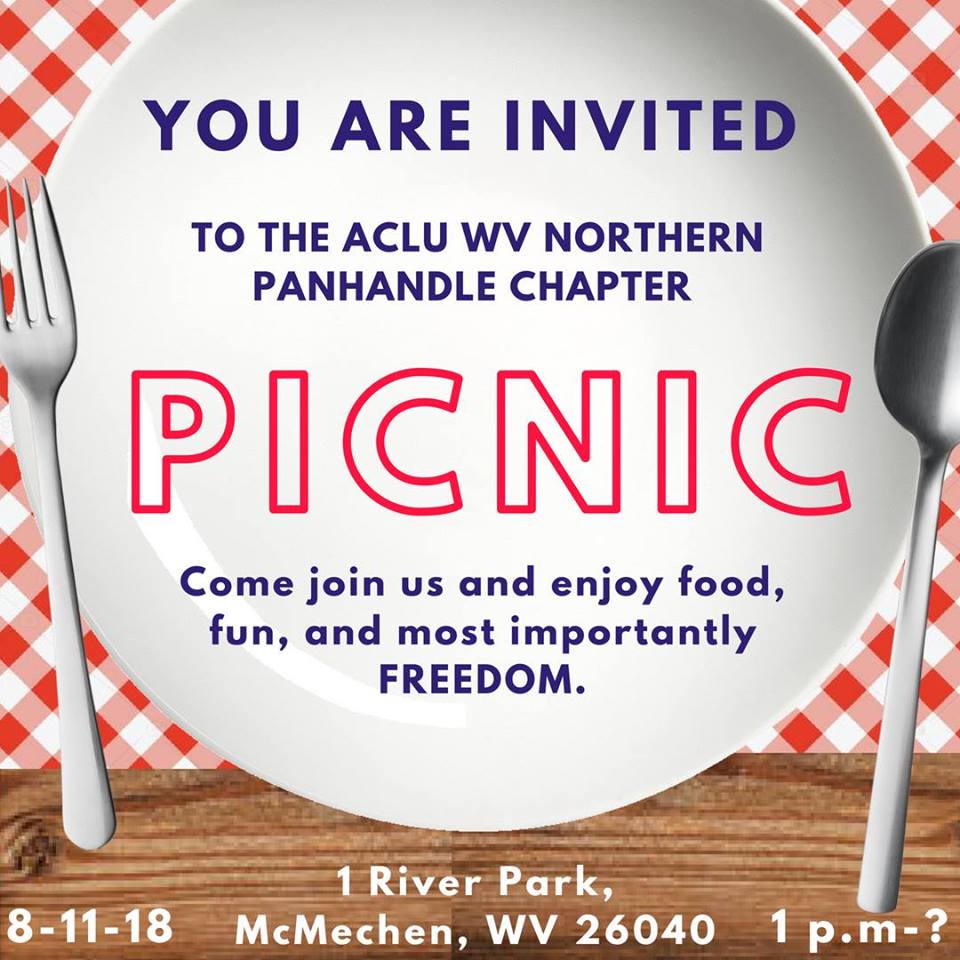 YOU ARE INVITED
TO THE ACLU WV NORTHERN
PANHANDLE CHAPTER
PICNIC
Come join us and enjoy food,
fun, and most importantly
FREEDOM.
1 River Park,
8-11-18 McMechen, WV 26040 1 p.m-?